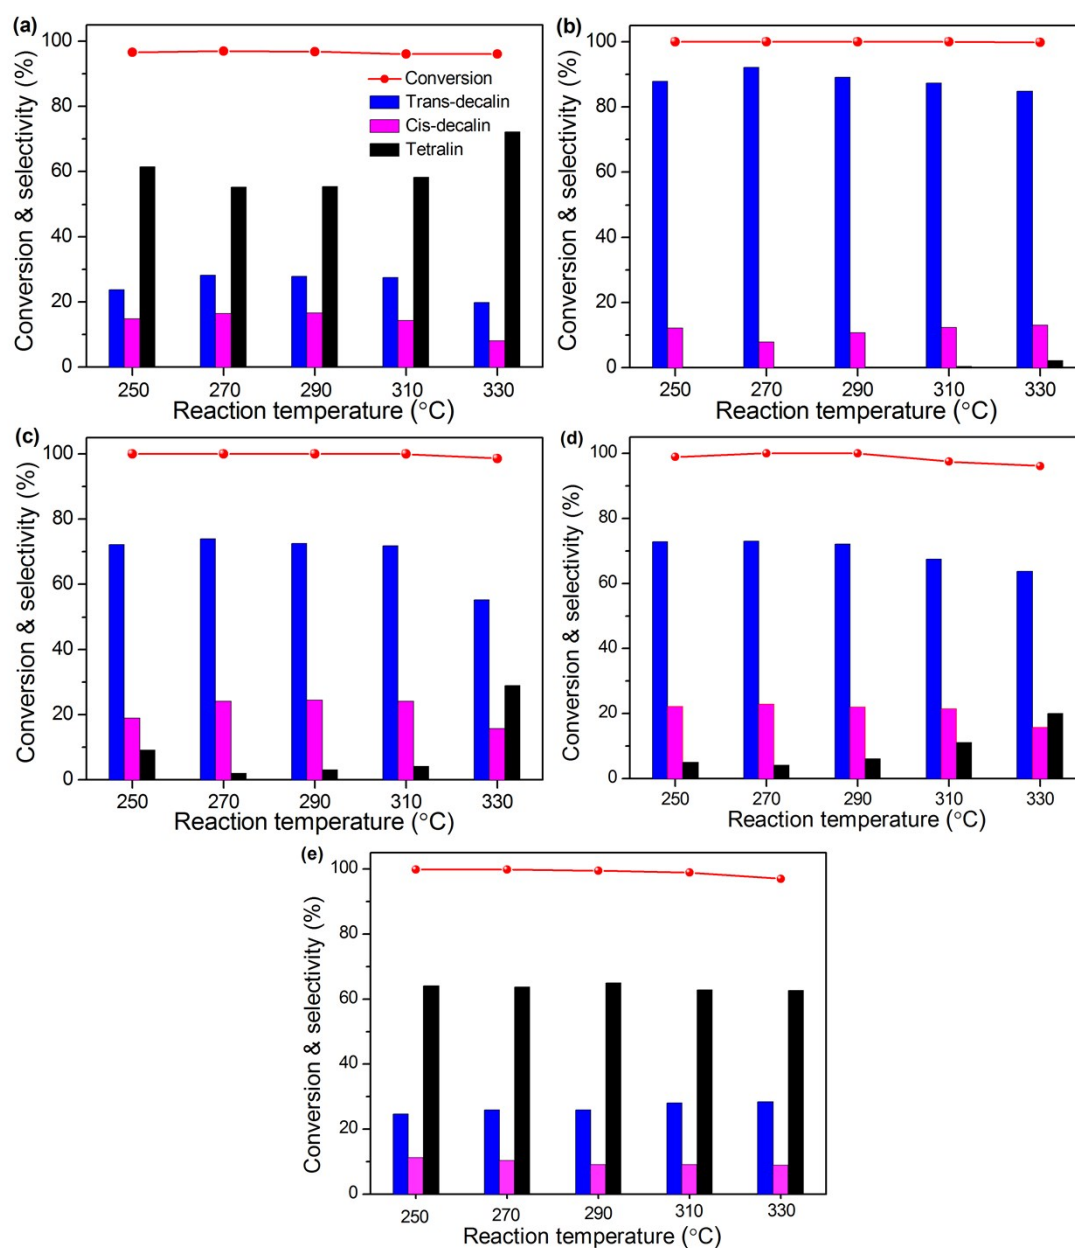 (a)
Conversion & selectivity (%)
100
80
60
40
20
0
Conversion
Trans-decalin
Cis-decalin
Tetralin
250 270 290 310 330
Reaction temperature (°C)
(b)
Conversion & selectivity (%)
100
80
60
40
20
0
250 270 290 310 330
Reaction temperature (°C)
(c)
Conversion & selectivity (%)
100
80
60
40
20
0
250 270 290 310 330
Reaction temperature (°C)
(d)
Conversion & selectivity (%)
100
80
60
40
20
0
250 270 290 310 330
Reaction temperature (°C)
(e)
Conversion & selectivity (%)
100
80
60
40
20
0
250 270 290 310 330
Reaction temperature (°C)